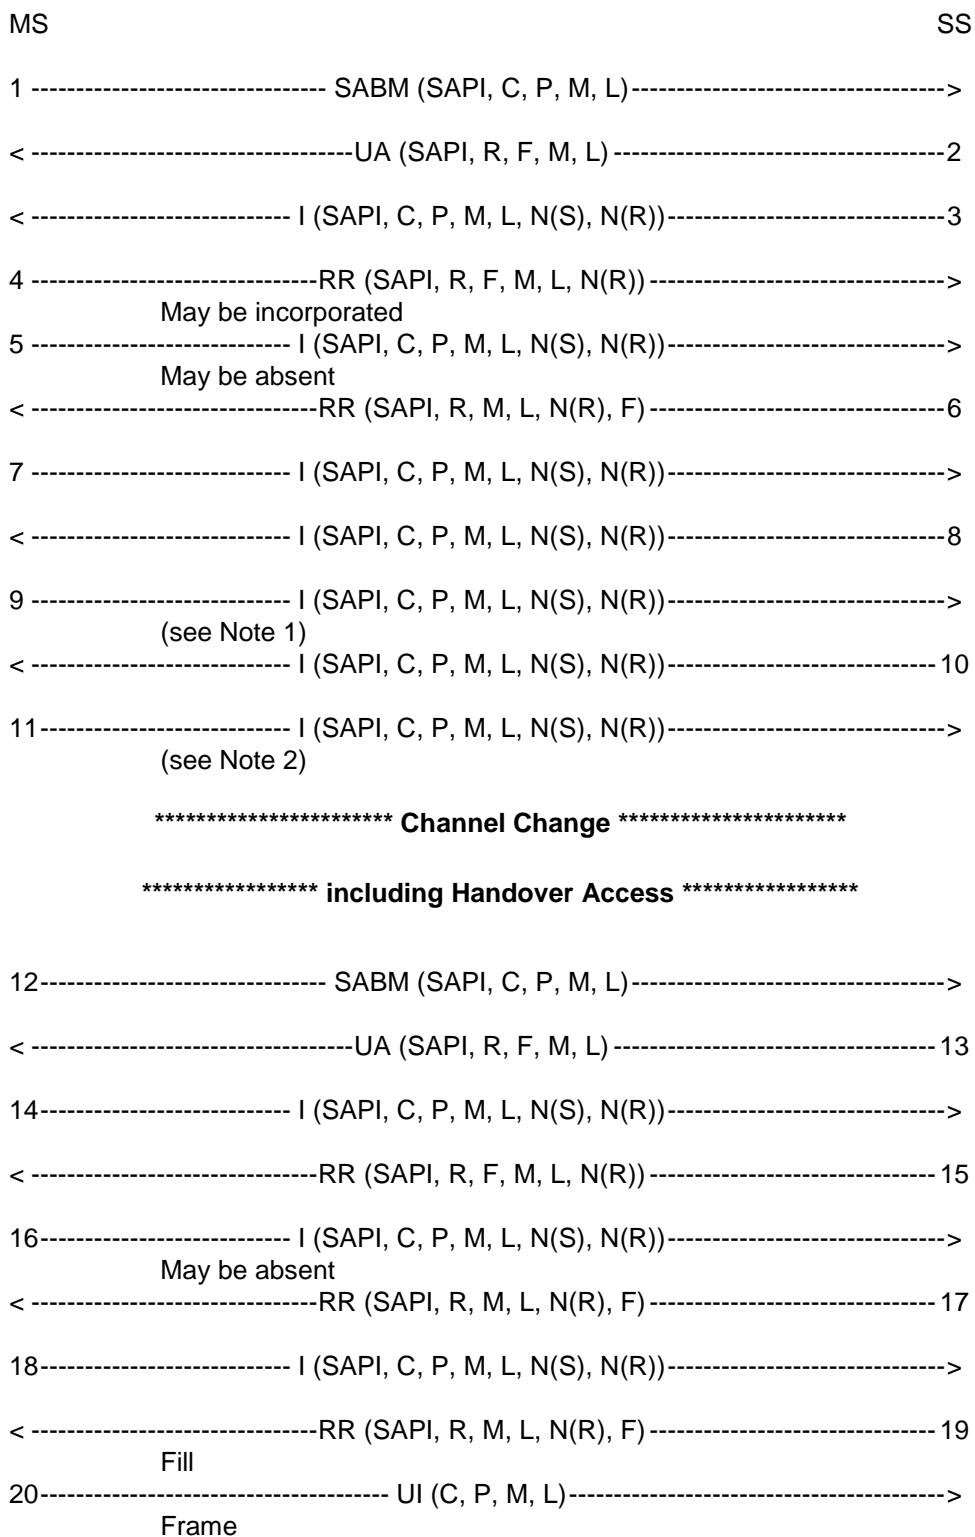 MS SS
1 --------------------------------- SABM (SAPI, C, P, M, L)----------------------------------->
< ------------------------------------UA (SAPI, R, F, M, L) -------------------------------------2
< ----------------------------- I (SAPI, C, P, M, L, N(S), N(R))-------------------------------3
4 --------------------------------RR (SAPI, R, F, M, L, N(R)) --------------------------------->
May be incorporated
5 ----------------------------- I (SAPI, C, P, M, L, N(S), N(R))------------------------------->
May be absent
< --------------------------------RR (SAPI, R, M, L, N(R), F) ---------------------------------6
7 ----------------------------- I (SAPI, C, P, M, L, N(S), N(R))------------------------------->
< ----------------------------- I (SAPI, C, P, M, L, N(S), N(R))-------------------------------8
9 ----------------------------- I (SAPI, C, P, M, L, N(S), N(R))------------------------------->
(see Note 1)
< ----------------------------- I (SAPI, C, P, M, L, N(S), N(R))------------------------------ 10
11---------------------------- I (SAPI, C, P, M, L, N(S), N(R))------------------------------->
(see Note 2)
*********************** Channel Change **********************
***************** including Handover Access *****************
12-------------------------------- SABM (SAPI, C, P, M, L)----------------------------------->
< ------------------------------------UA (SAPI, R, F, M, L) ------------------------------------ 13
14---------------------------- I (SAPI, C, P, M, L, N(S), N(R))------------------------------->
< --------------------------------RR (SAPI, R, F, M, L, N(R)) -------------------------------- 15
16---------------------------- I (SAPI, C, P, M, L, N(S), N(R))------------------------------->
May be absent
< --------------------------------RR (SAPI, R, M, L, N(R), F) -------------------------------- 17
18---------------------------- I (SAPI, C, P, M, L, N(S), N(R))------------------------------->
< --------------------------------RR (SAPI, R, M, L, N(R), F) -------------------------------- 19
Fill
20--------------------------------------- UI (C, P, M, L)------------------------------------------>
Frame